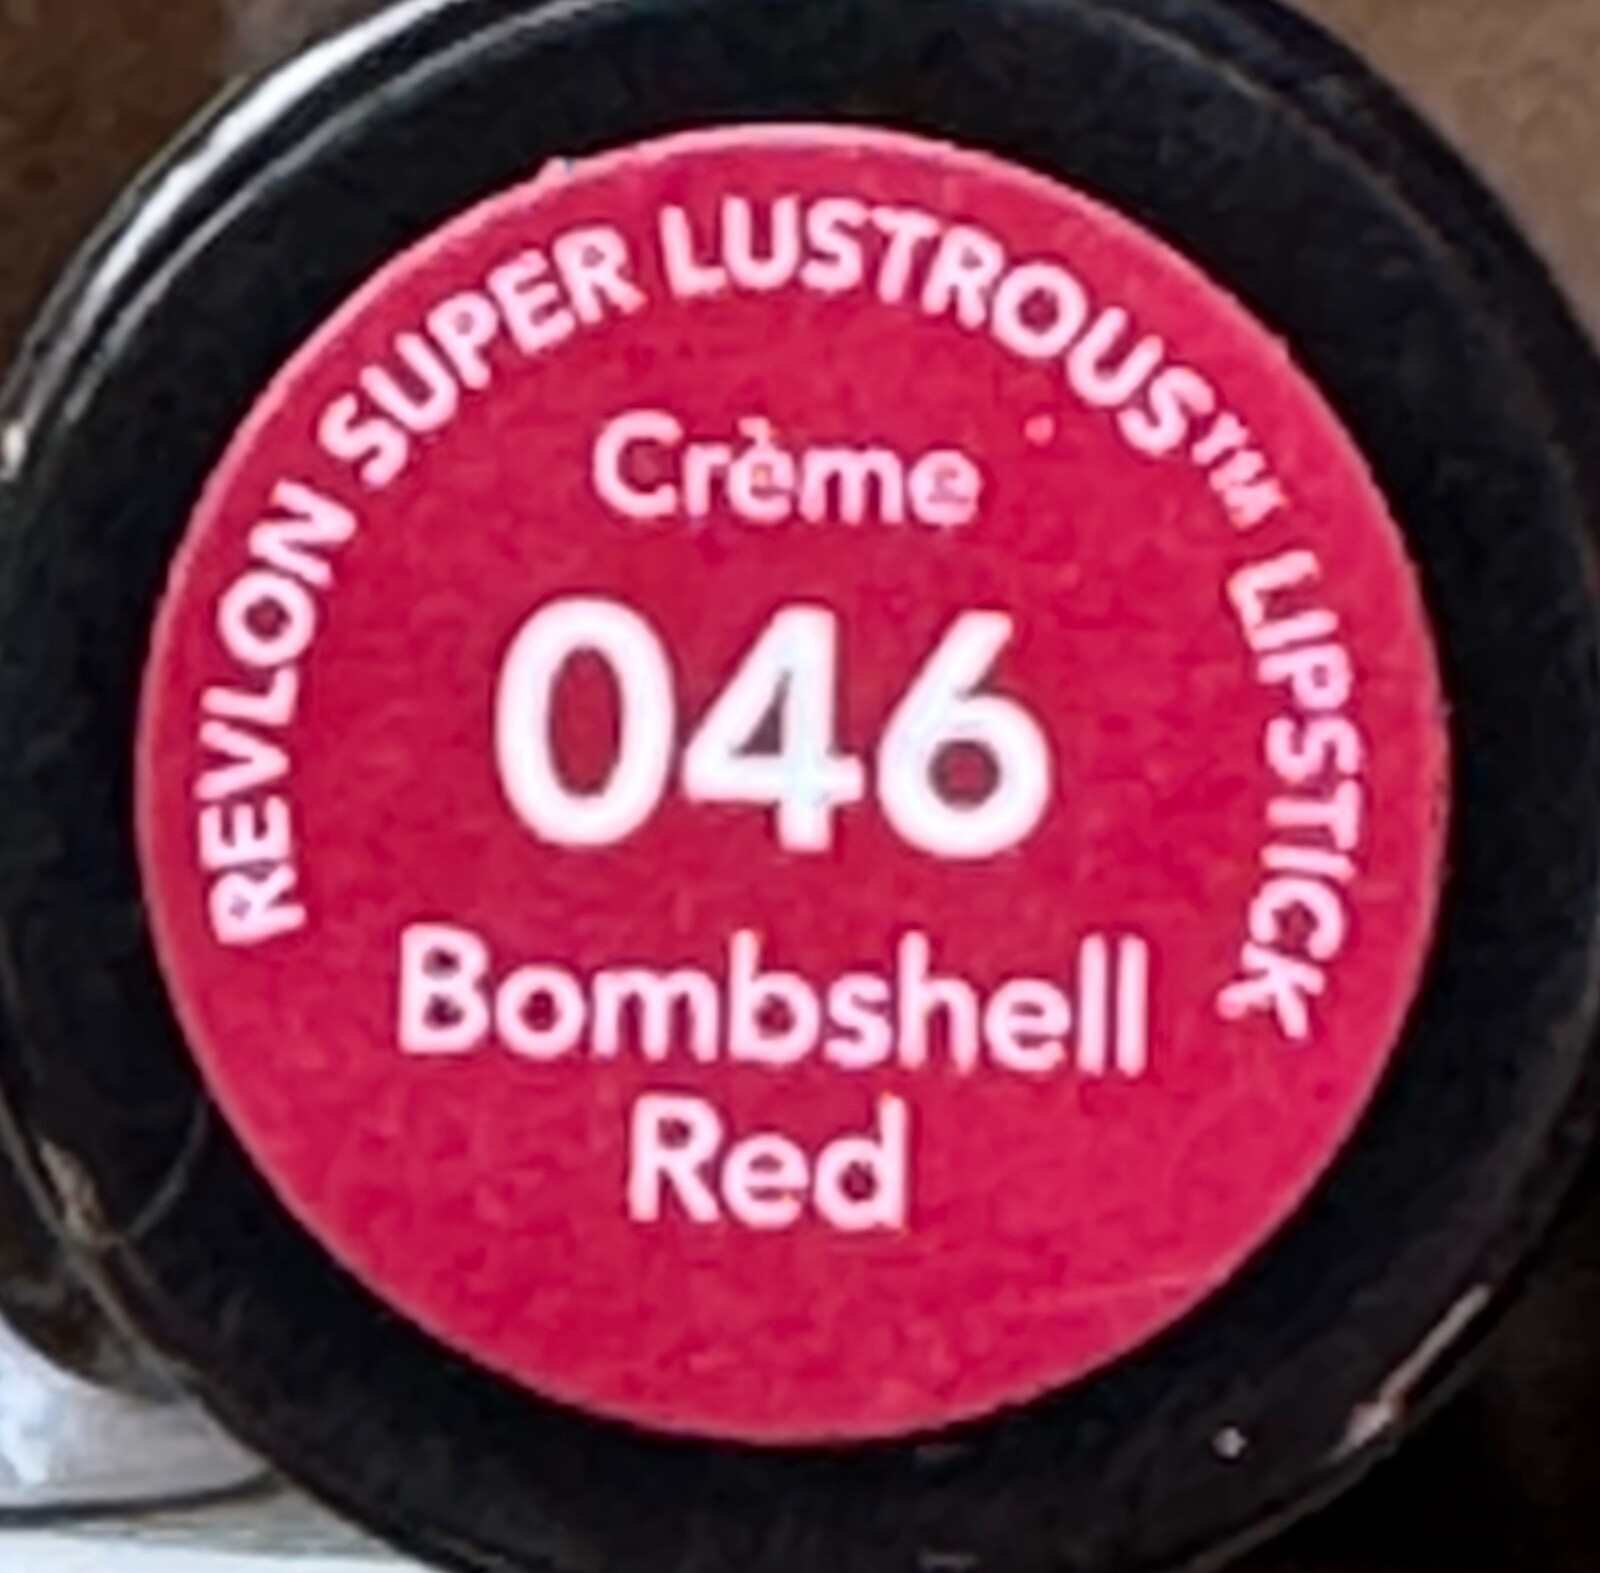 REVLON SUPER LUSTROUS™ LIPSTICK
Crème
046
Bombshell
Red